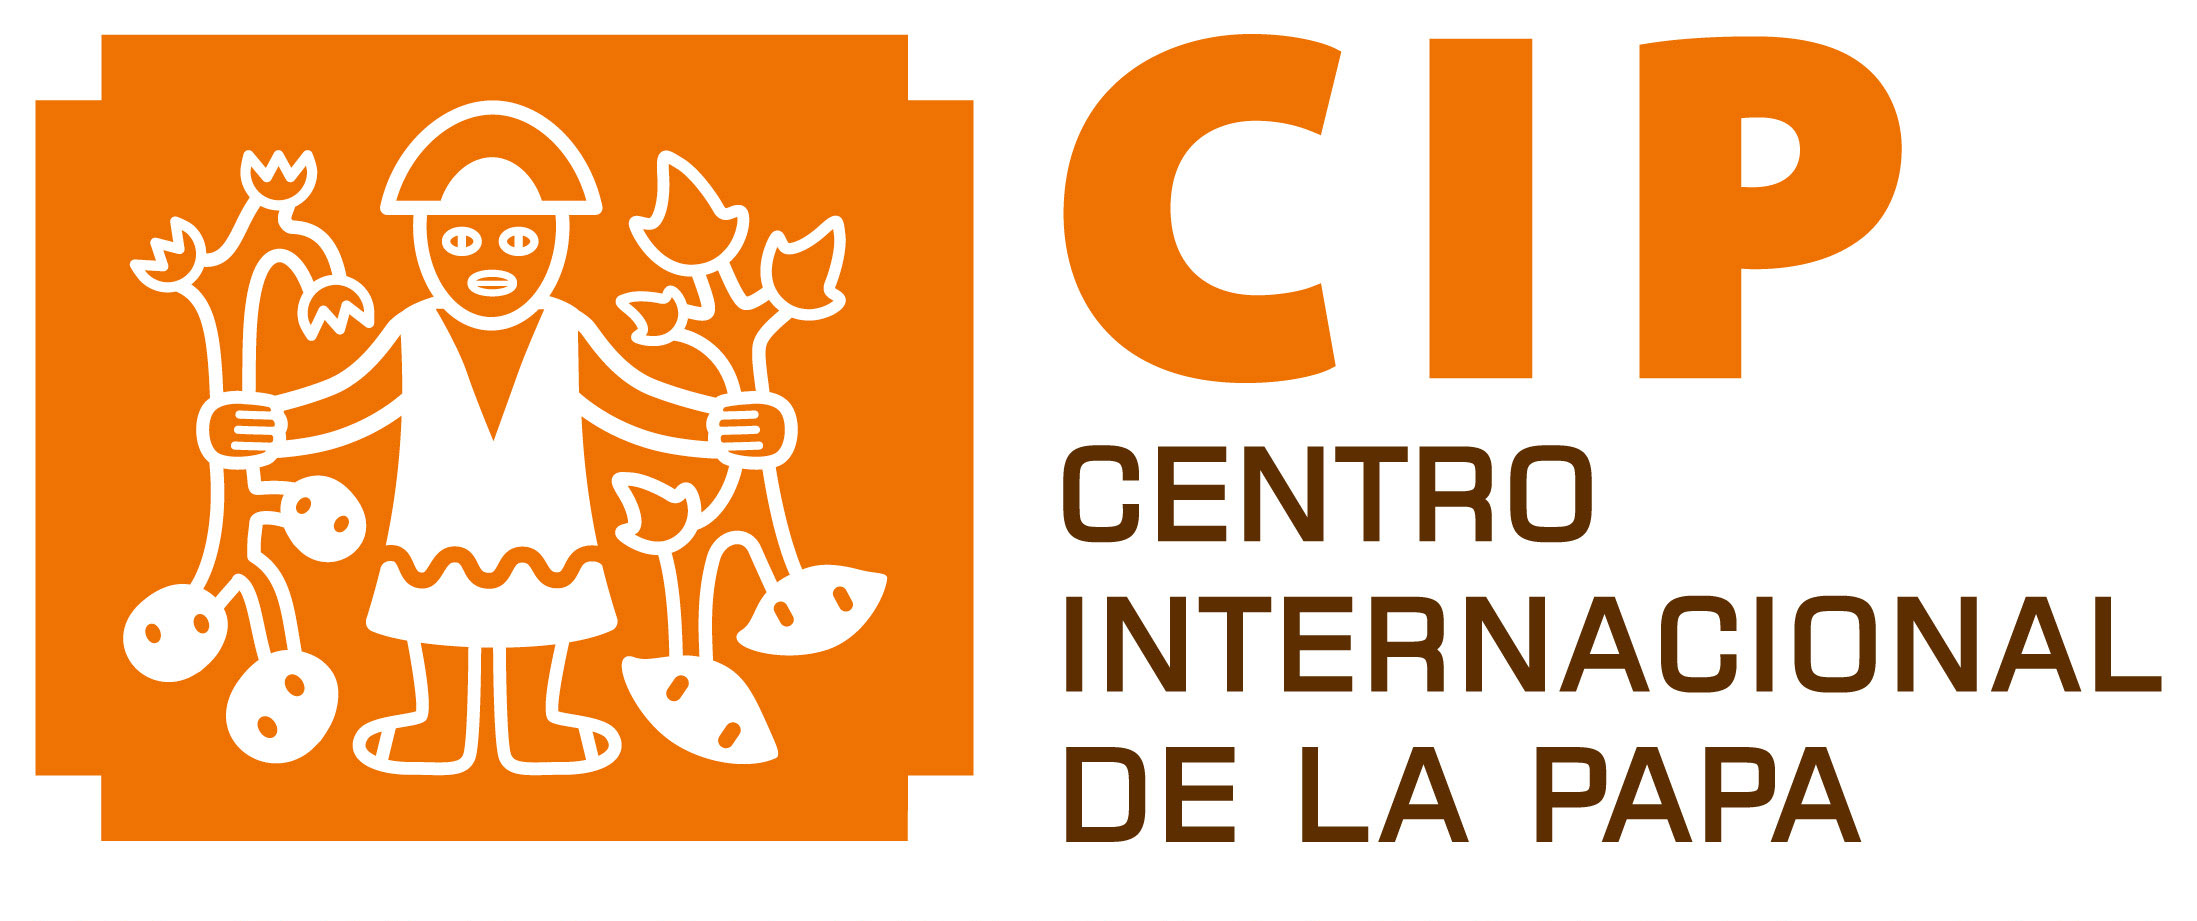 CIP
CENTRO
INTERNACIONAL
DE LA PAPA